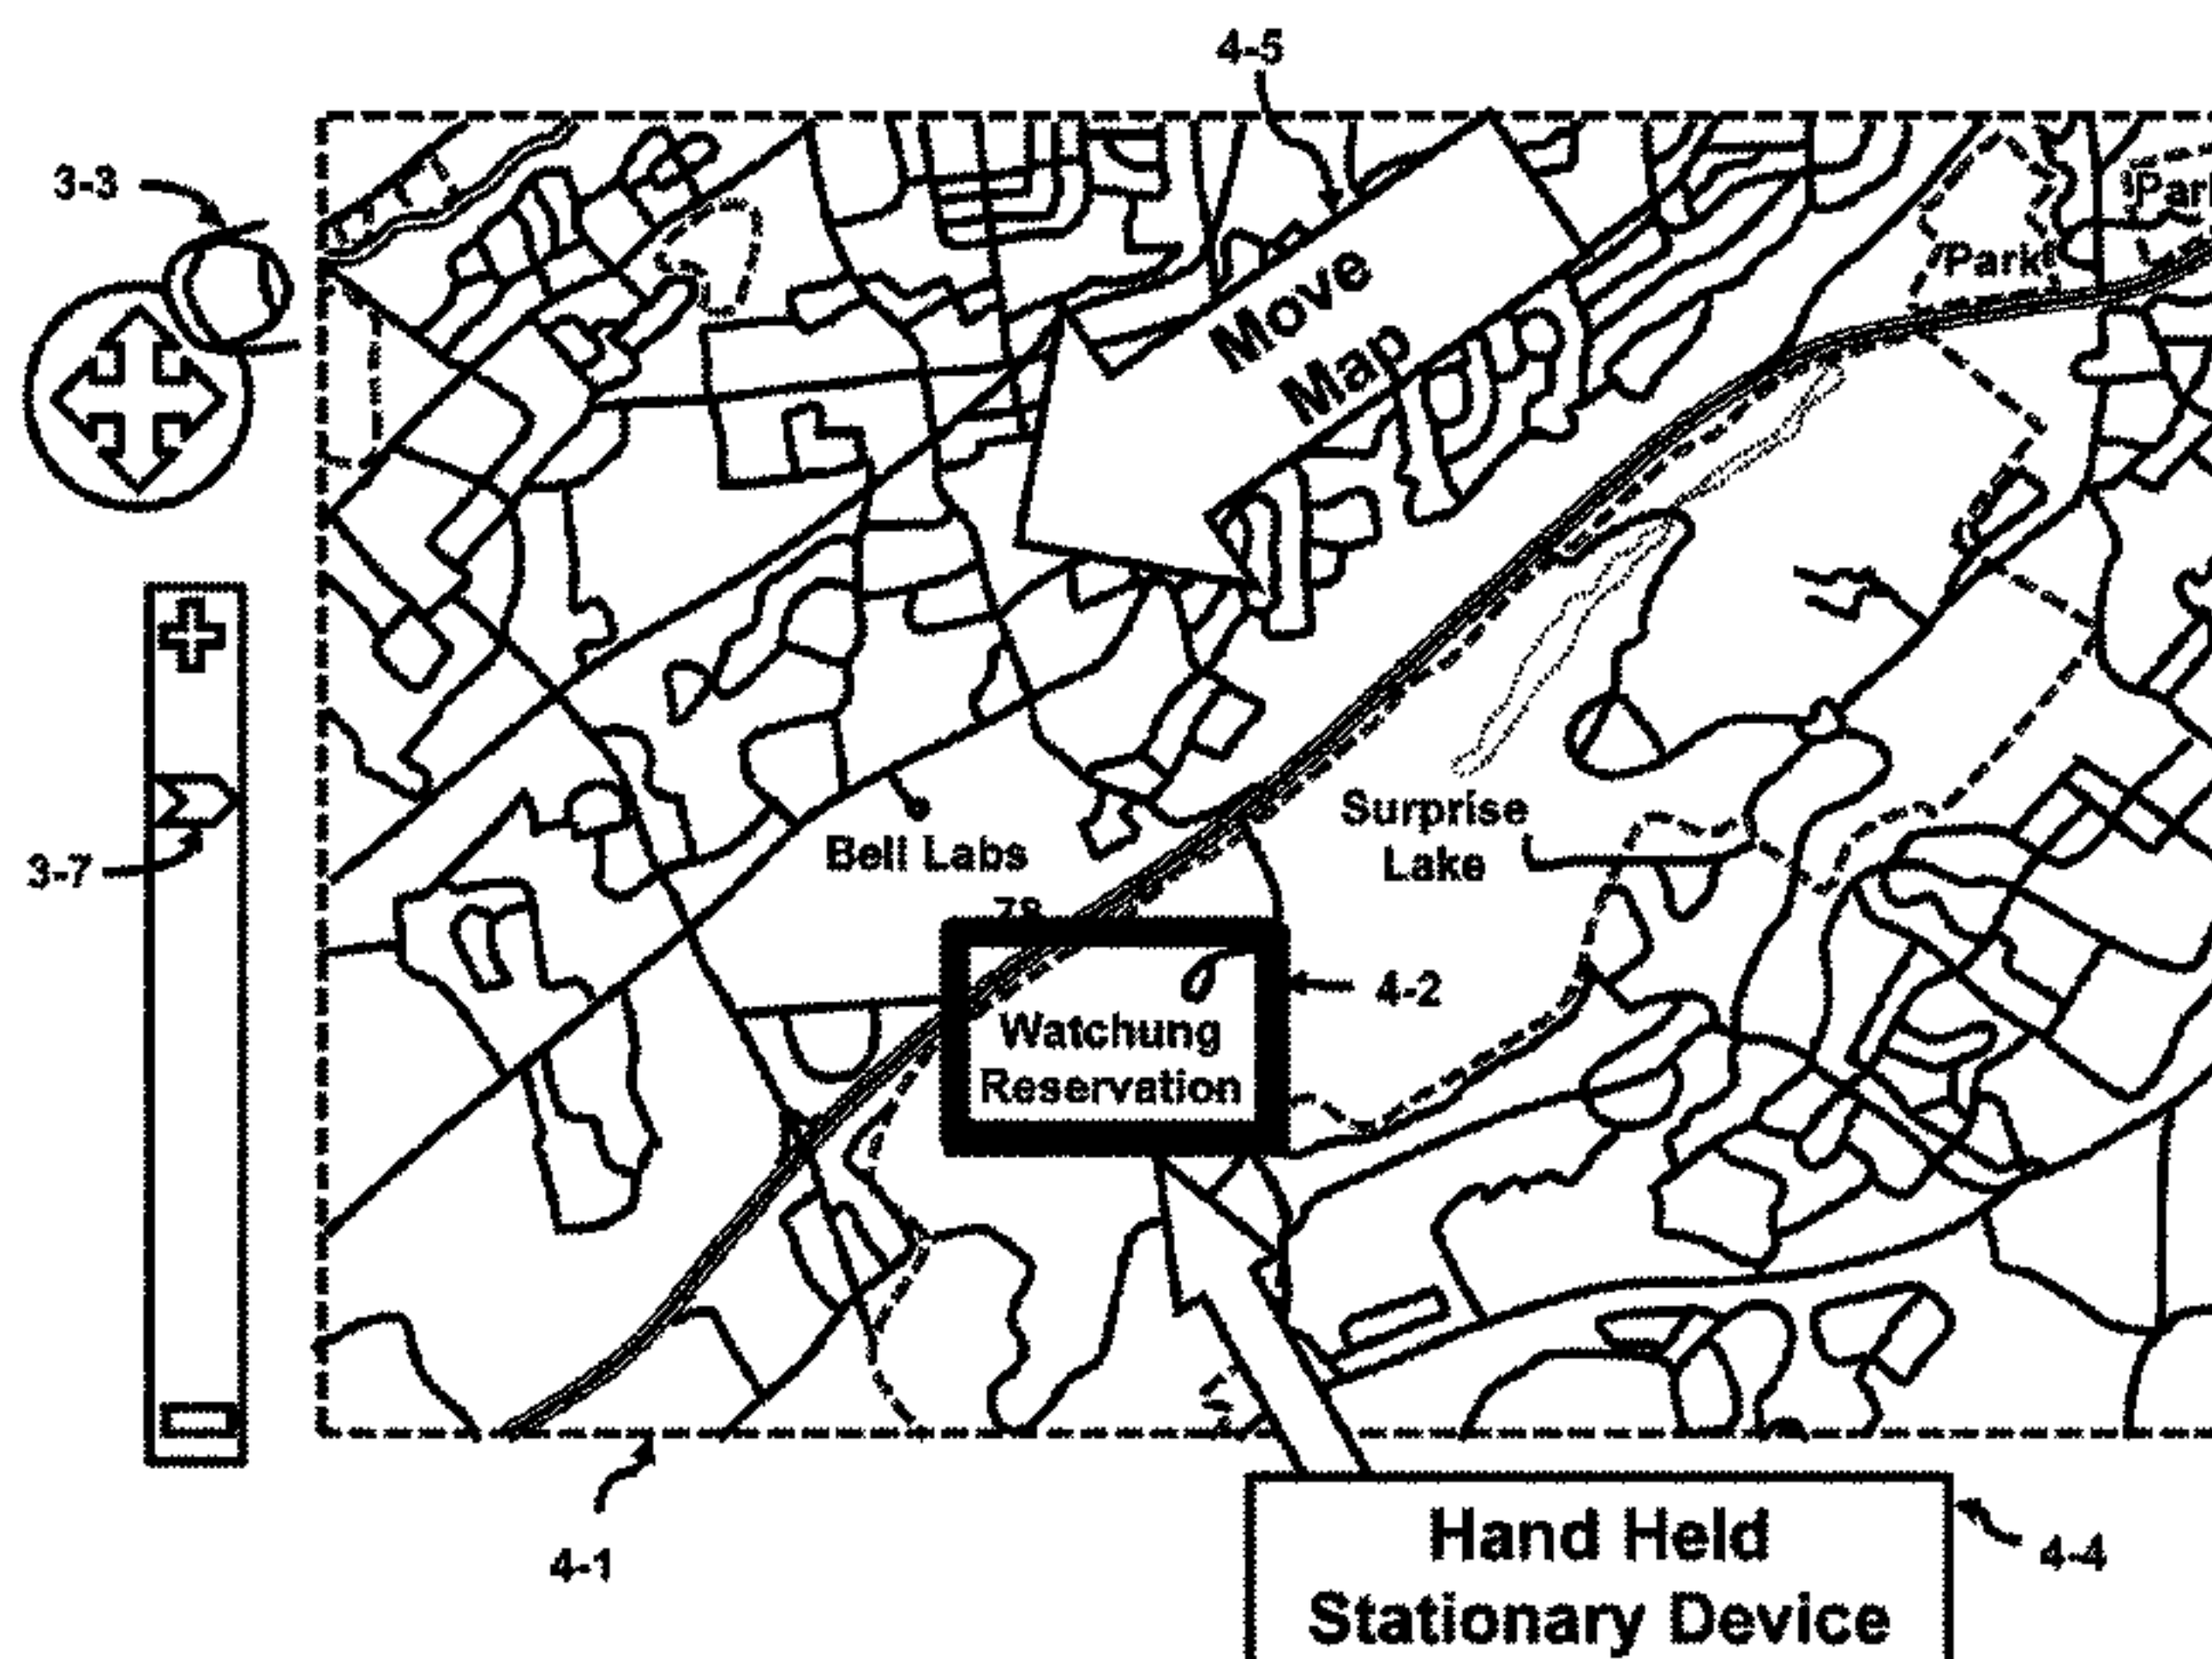 4-5
3-3
Park
Park
Move
Map
Surprise
Lake
Bell Labs
3-7
78
4-2
Watchung
Reservation
4-1
Hand Held
Stationary Device
4-4